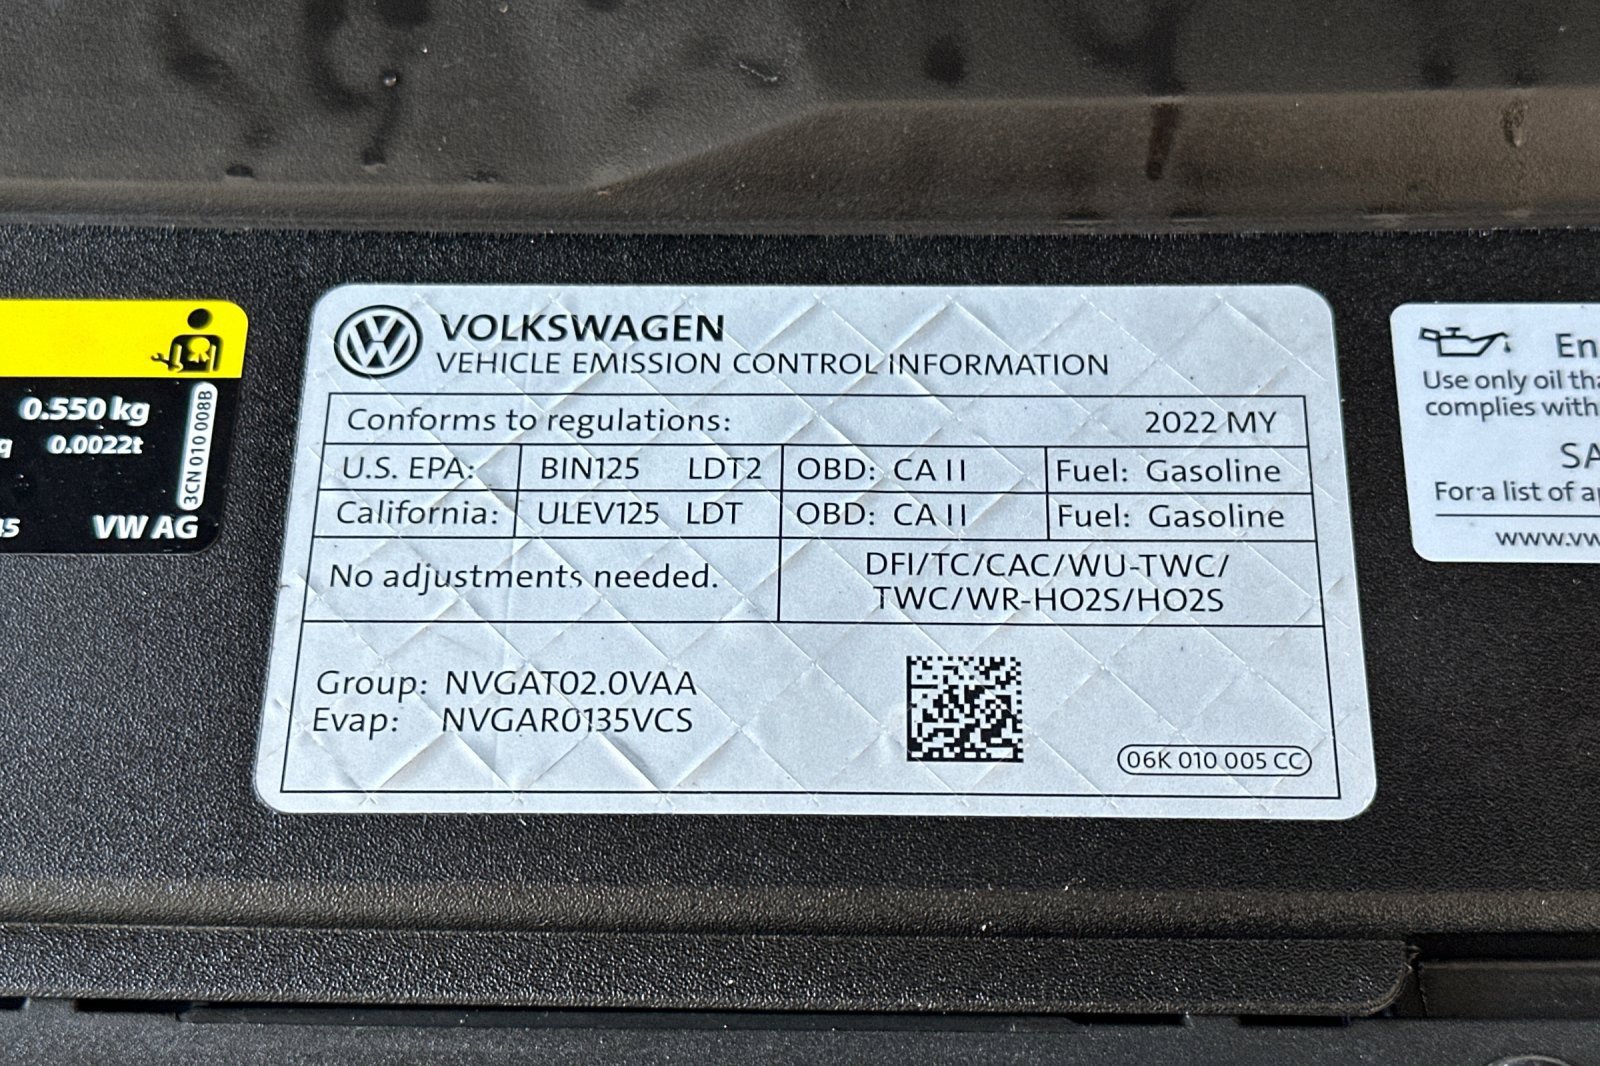 0.550 kg
0.0022t
3CN 010 008B
VW AG
VOLKSWAGEN
VEHICLE EMISSION CONTROL INFORMATION
Conforms to regulations: 2022 MY
U.S. EPA: BIN125 LDT2 OBD: CA II Fuel: Gasoline
California: ULEV125 LDT OBD: CA II Fuel: Gasoline
No adjustments needed.
DFI/TC/CAC/WU-TWC/
TWC/WR-HO2S/HO2S
Group: NVGAT02.0VAA
Evap: NVGAR0135VCS
06K 010 005 CC
Use only oil
complies with
For a list of